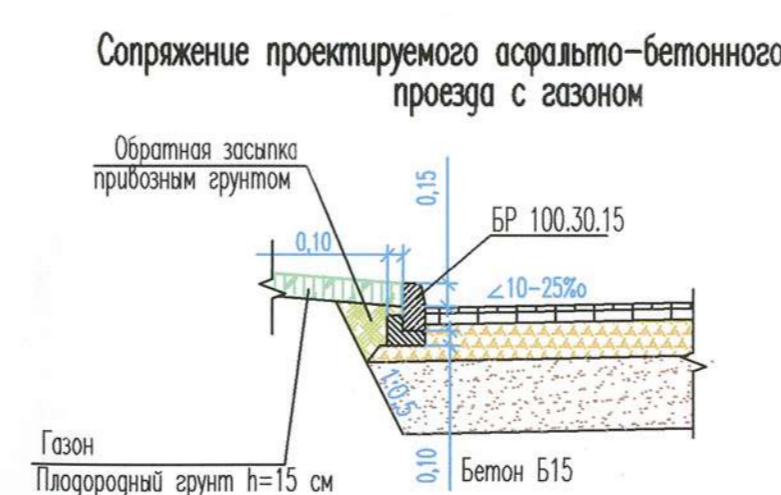 Сопряжение проектируемого асфальто-бетонного
проезда с газоном
Обратная засыпка
привозным грунтом
0,15
БР 100.30.15
0,10
∠10-25‰
1:0,5
Газон
Плодородный грунт h=15 см
0,10
Бетон Б15